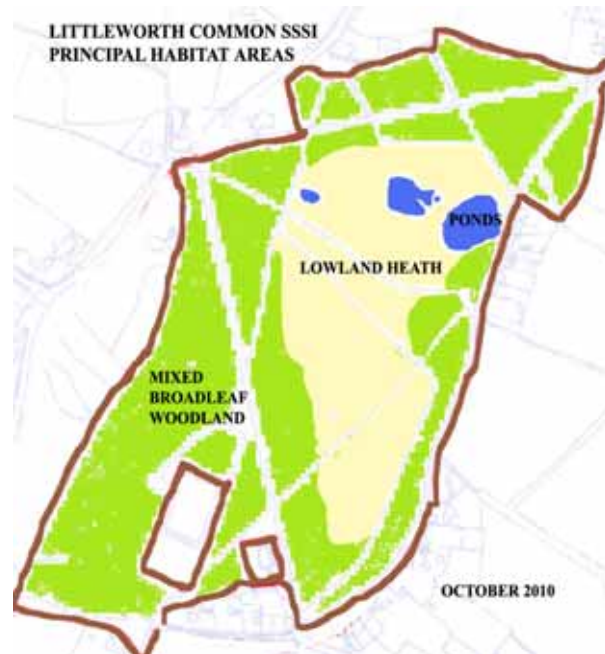 LITTLEWORTH COMMON SSSI
PRINCIPAL HABITAT AREAS
PONDS
LOWLAND HEATH
MIXED
BROADLEAF
WOODLAND
OCTOBER 2010